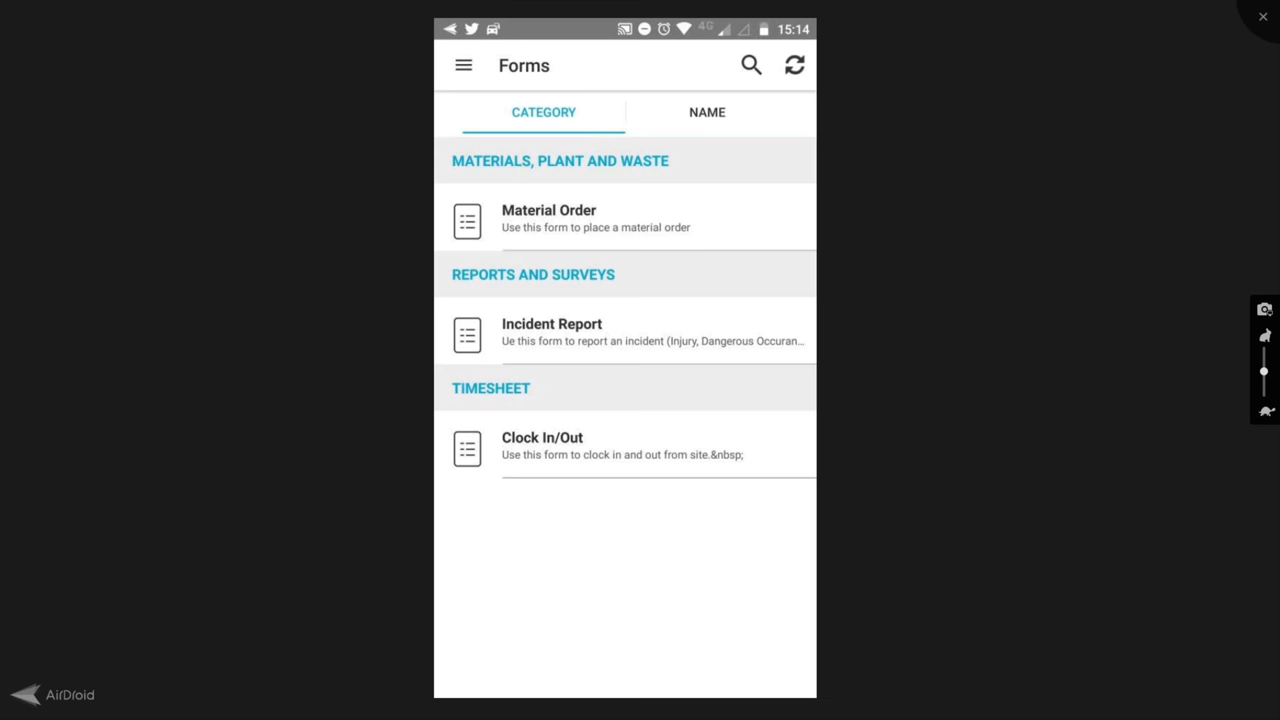 4G 15:14
Forms
CATEGORY NAME
MATERIALS, PLANT AND WASTE
Material Order
Use this form to place a material order
REPORTS AND SURVEYS
Incident Report
Ue this form to report an incident (Injury, Dangerous Occuran...
TIMESHEET
Clock In/Out
Use this form to clock in and out from site.&nbsp;
AirDroid